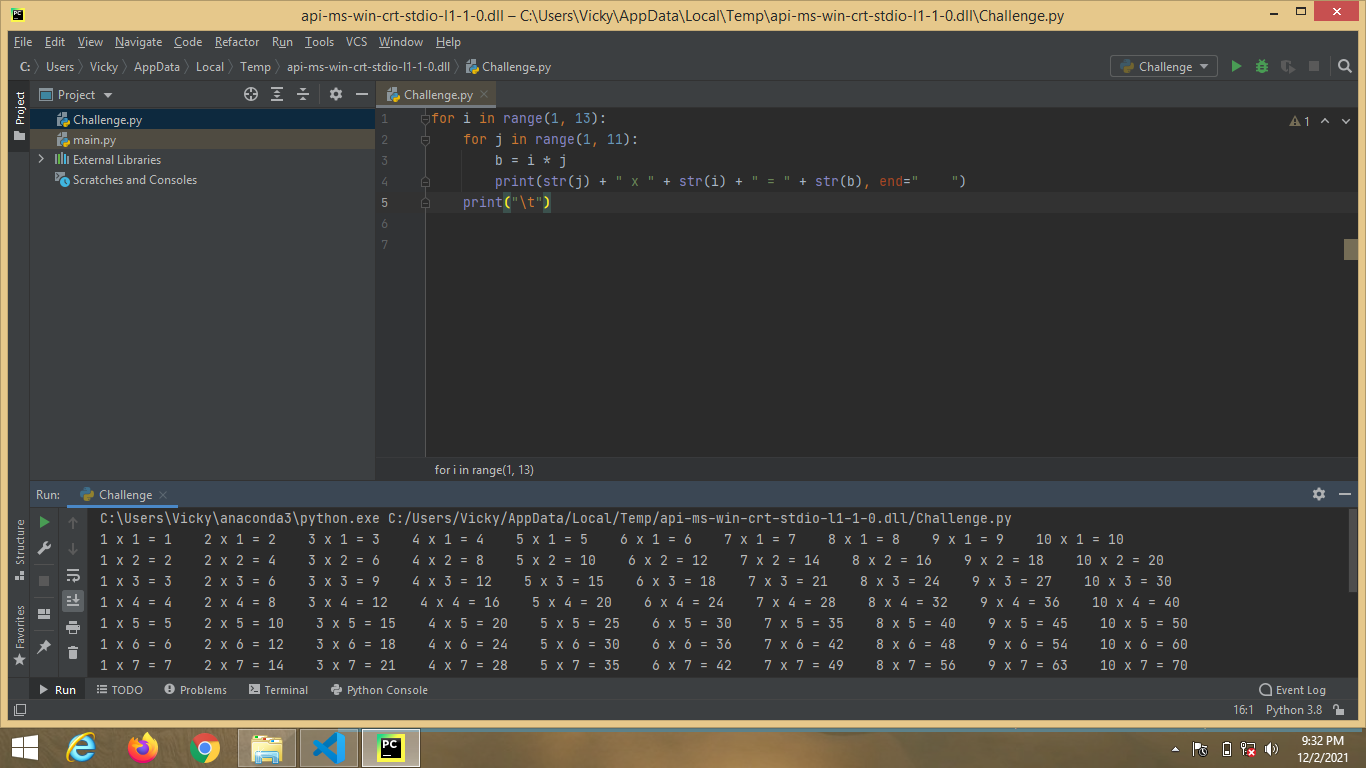 api-ms-win-crt-stdio-l1-1-0.dll – C:\Users\Vicky\AppData\Local\Temp\api-ms-win-crt-stdio-l1-1-0.dll\Challenge.py
File Edit View Navigate Code Refactor Run Tools VCS Window Help
C: Users Vicky AppData Local Temp api-ms-win-crt-stdio-l1-1-0.dll Challenge.py Challenge
Project Project Challenge.py
Challenge.py
main.py
External Libraries
Scratches and Consoles
1 for i in range(1, 13):
2     for j in range(1, 11):
3         b = i * j
4         print(str(j) + " x " + str(i) + " = " + str(b), end="    ")
5     print("\t")
6
7
1
for i in range(1, 13)
Run: Challenge
C:\Users\Vicky\anaconda3\python.exe C:/Users/Vicky/AppData/Local/Temp/api-ms-win-crt-stdio-l1-1-0.dll/Challenge.py
1 x 1 = 1    2 x 1 = 2    3 x 1 = 3    4 x 1 = 4    5 x 1 = 5    6 x 1 = 6    7 x 1 = 7    8 x 1 = 8    9 x 1 = 9    10 x 1 = 10
1 x 2 = 2    2 x 2 = 4    3 x 2 = 6    4 x 2 = 8    5 x 2 = 10    6 x 2 = 12    7 x 2 = 14    8 x 2 = 16    9 x 2 = 18    10 x 2 = 20
1 x 3 = 3    2 x 3 = 6    3 x 3 = 9    4 x 3 = 12    5 x 3 = 15    6 x 3 = 18    7 x 3 = 21    8 x 3 = 24    9 x 3 = 27    10 x 3 = 30
1 x 4 = 4    2 x 4 = 8    3 x 4 = 12    4 x 4 = 16    5 x 4 = 20    6 x 4 = 24    7 x 4 = 28    8 x 4 = 32    9 x 4 = 36    10 x 4 = 40
1 x 5 = 5    2 x 5 = 10    3 x 5 = 15    4 x 5 = 20    5 x 5 = 25    6 x 5 = 30    7 x 5 = 35    8 x 5 = 40    9 x 5 = 45    10 x 5 = 50
1 x 6 = 6    2 x 6 = 12    3 x 6 = 18    4 x 6 = 24    5 x 6 = 30    6 x 6 = 36    7 x 6 = 42    8 x 6 = 48    9 x 6 = 54    10 x 6 = 60
1 x 7 = 7    2 x 7 = 14    3 x 7 = 21    4 x 7 = 28    5 x 7 = 35    6 x 7 = 42    7 x 7 = 49    8 x 7 = 56    9 x 7 = 63    10 x 7 = 70
Structure
Favorites
Run TODO Problems Terminal Python Console Event Log
16:1 Python 3.8
PC
9:32 PM
12/2/2021